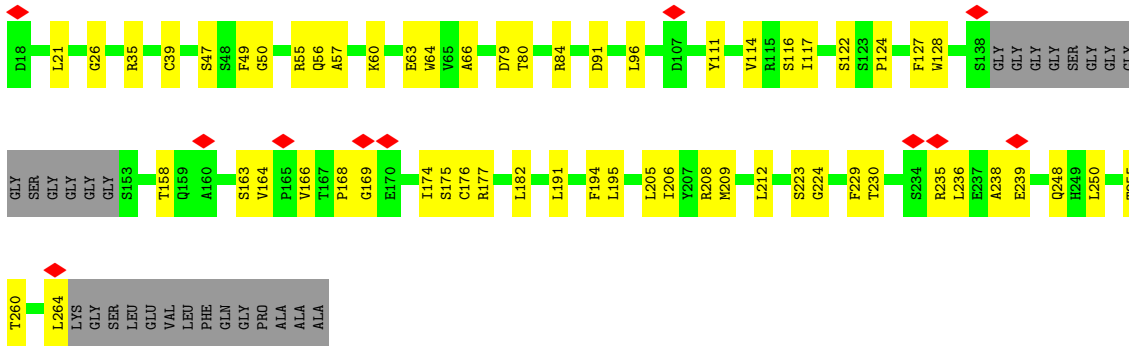 D18 L21 G26 R35 C39 S47 S48 F49 G50 R55 Q56 A57 K60 E63 W64 V65 A66 D79 T80 R84 D91 L96 D107 Y111 V114 R115 S116 I117 S122 S123 P124 F127 W128 S138 GLY GLY GLY GLY SER GLY GLY GLY
GLY SER GLY GLY GLY GLY S153 T158 Q159 A160 S163 V164 P165 V166 T167 P168 G169 E170 I174 S175 C176 R177 L182 L191 F194 L195 L205 I206 Y207 R208 M209 L212 S223 G224 F229 T230 S234 R235 L236 E237 A238 E239 Q248 H249 L250
T260 L264 LYS GLY SER LEU GLU VAL LEU PHE GLN GLY PRO ALA ALA ALA